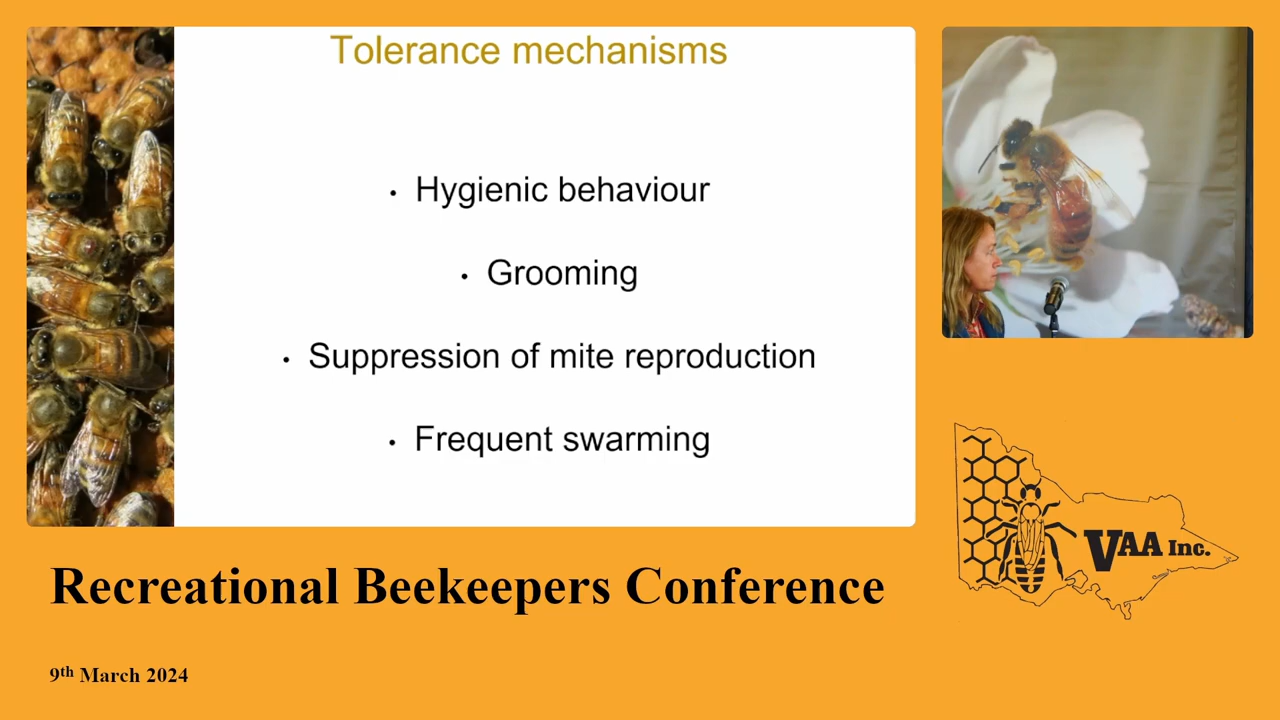 Tolerance mechanisms
• Hygienic behaviour
• Grooming
• Suppression of mite reproduction
• Frequent swarming
VAA Inc.
Recreational Beekeepers Conference
9th March 2024